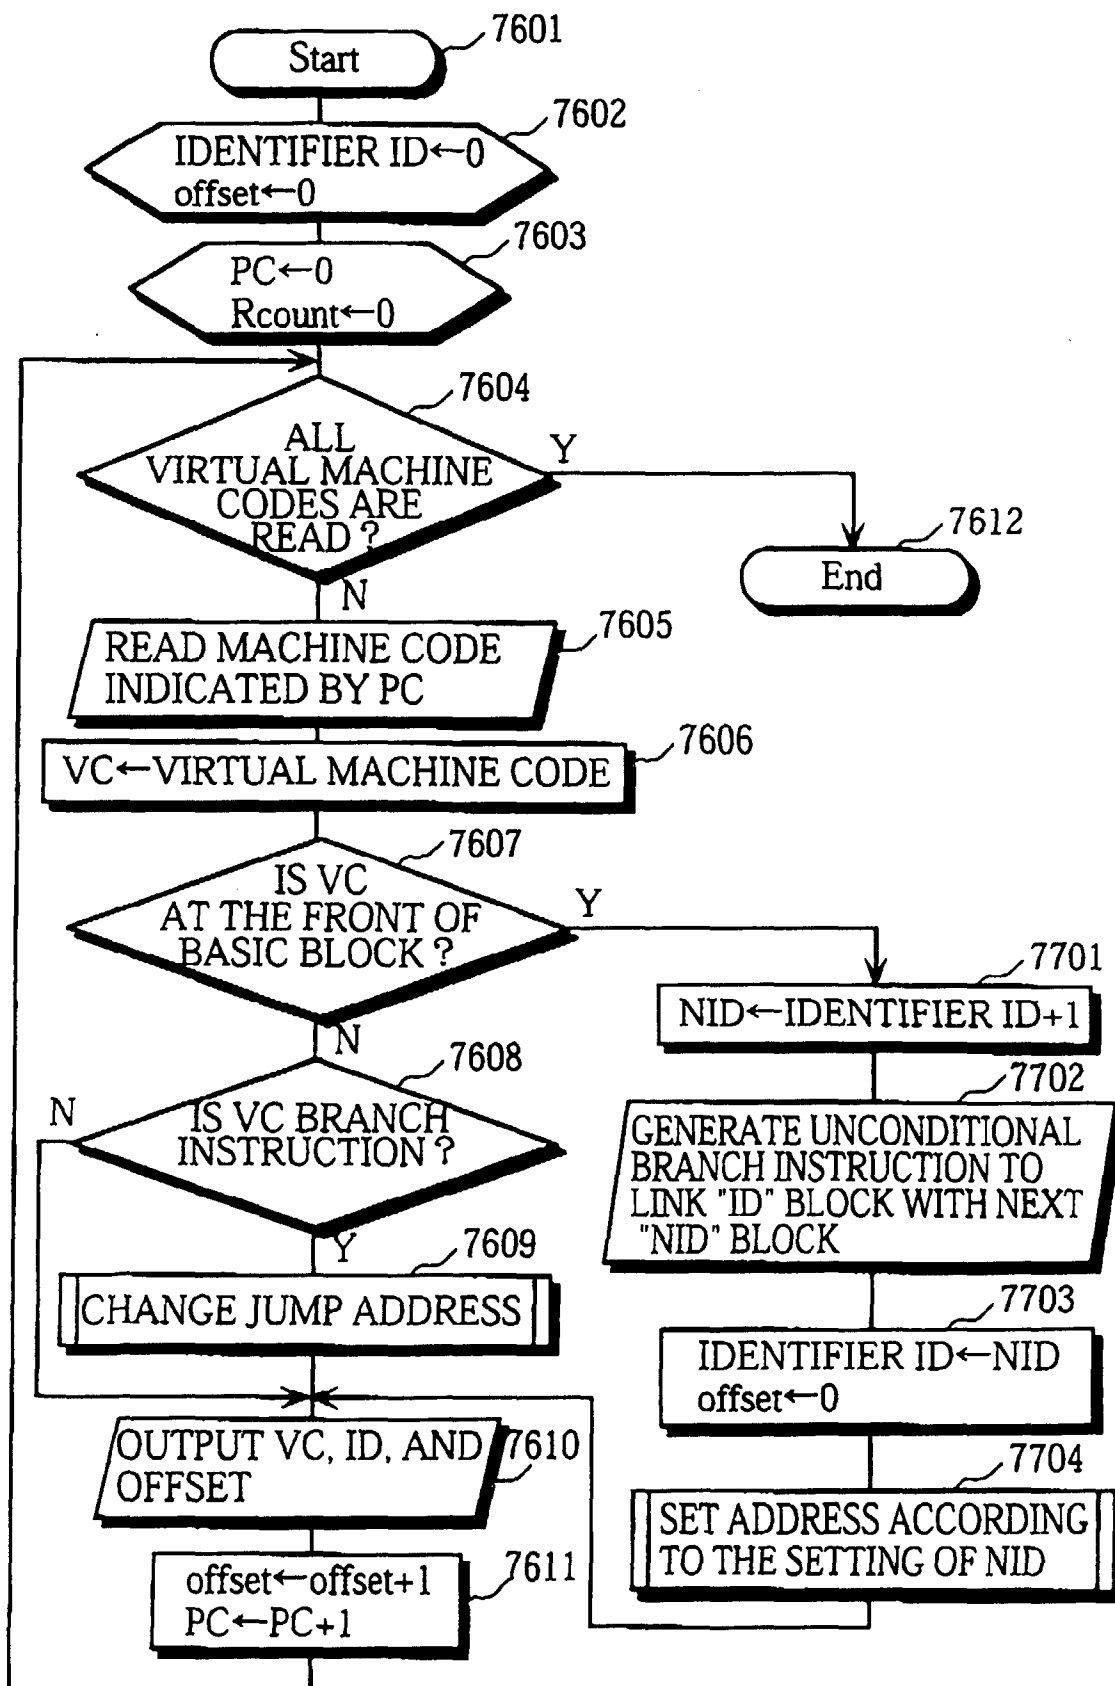 7601
Start
7602
IDENTIFIER ID←0
offset←0
7603
PC←0
Rcount←0
7604
ALL
VIRTUAL MACHINE
CODES ARE
READ ?
Y
N
7612
End
7605
READ MACHINE CODE
INDICATED BY PC
7606
VC←VIRTUAL MACHINE CODE
7607
IS VC
AT THE FRONT OF
BASIC BLOCK ?
Y
N
7701
NID←IDENTIFIER ID+1
7608
N
IS VC BRANCH
INSTRUCTION ?
Y
7702
GENERATE UNCONDITIONAL
BRANCH INSTRUCTION TO
LINK "ID" BLOCK WITH NEXT
"NID" BLOCK
7609
CHANGE JUMP ADDRESS
7703
IDENTIFIER ID←NID
offset←0
7610
OUTPUT VC, ID, AND
OFFSET
7704
SET ADDRESS ACCORDING
TO THE SETTING OF NID
7611
offset←offset+1
PC←PC+1